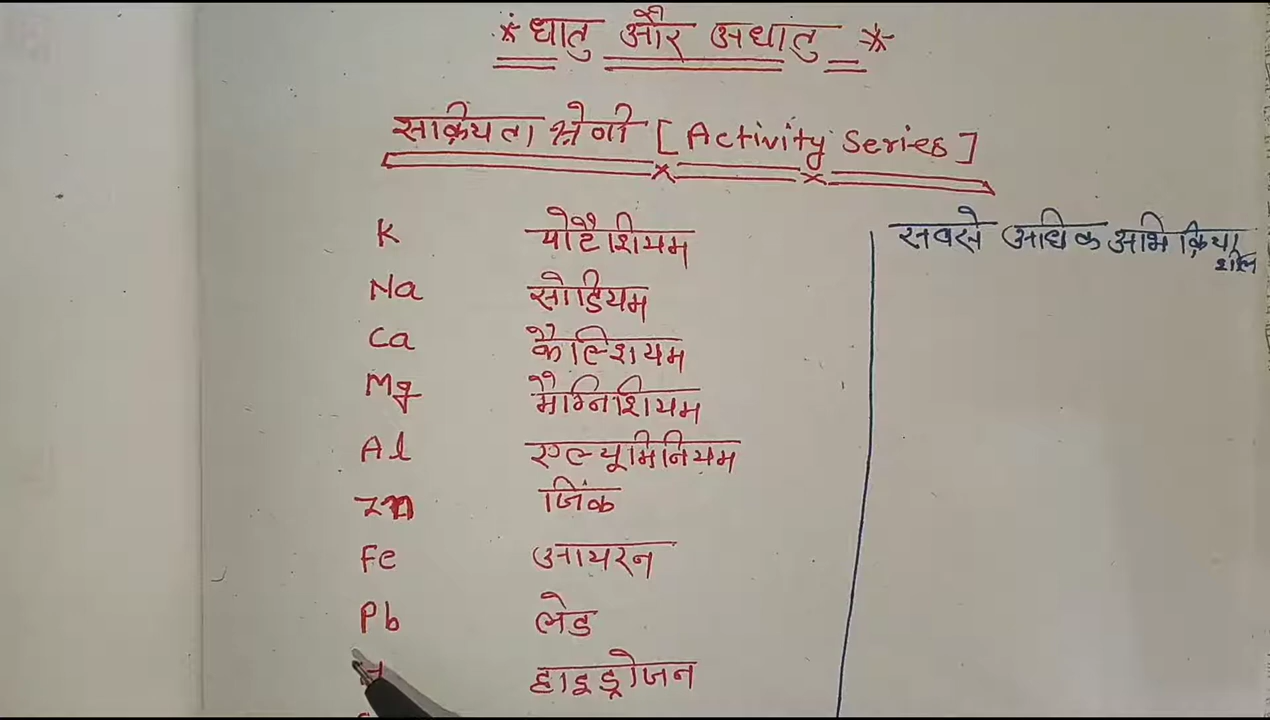 * धातु और अधातु *
सक्रियता श्रेणी [Activity Series]
K पोटैशियम सबसे अधिक अभिक्रियाशील
Na सोडियम
Ca कैल्शियम
Mg मैग्निशियम
Al एल्यूमिनियम
Zn जिंक
Fe आयरन
Pb लेड
हाइड्रोजन